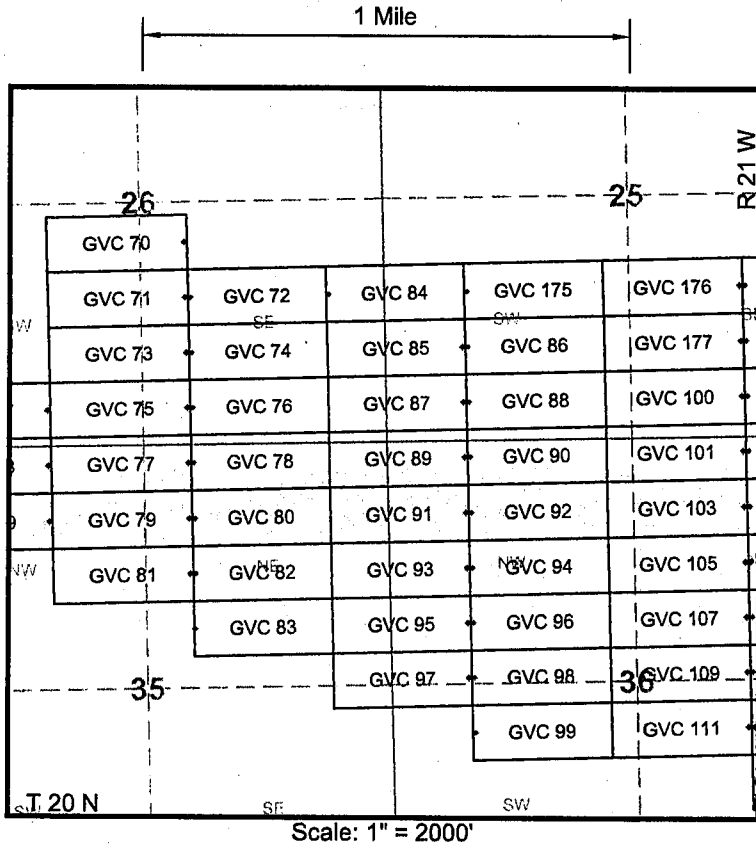 1 Mile
R 21 W
26
25
GVC 70
GVC 71
GVC 72
GVC 84
GVC 175
GVC 176
W
SE
SW
GVC 73
GVC 74
GVC 85
GVC 86
GVC 177
GVC 75
GVC 76
GVC 87
GVC 88
GVC 100
GVC 77
GVC 78
GVC 89
GVC 90
GVC 101
GVC 79
GVC 80
GVC 91
GVC 92
GVC 103
NW
NE
NW
GVC 81
GVC 82
GVC 93
GVC 94
GVC 105
GVC 83
GVC 95
GVC 96
GVC 107
GVC 97
GVC 98
GVC 109
35
36
GVC 99
GVC 111
T 20 N
SW
SE
SW
Scale: 1" = 2000'